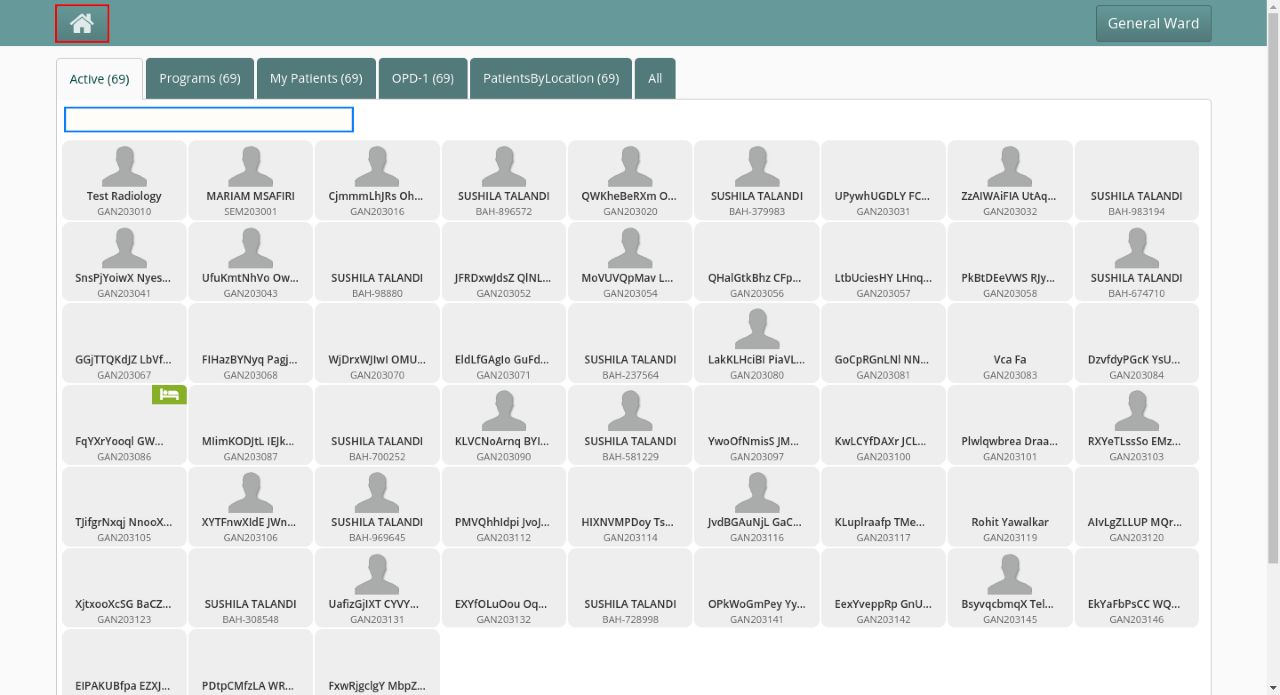 General Ward
Active (69) Programs (69) My Patients (69) OPD-1 (69) PatientsByLocation (69) All
Test Radiology MARIAM MSAFIRI CjmmmLhJRs Oh... SUSHILA TALANDI QWKheBeRXm O... SUSHILA TALANDI UPywhUGDLY FC... ZzAIWAiFIA UtAq... SUSHILA TALANDI
GAN203010 SEM203001 GAN203016 BAH-896572 GAN203020 BAH-379983 GAN203031 GAN203032 BAH-983194
SnsPjYoiwX Nyes... UfuKmtNhVo Ow... SUSHILA TALANDI JFRDxwJdsZ QlNL... MoVUVQpMav L... QHalGtkBhz CFp... LtbUciesHY LHnq... PkBtDEeVWS RJy... SUSHILA TALANDI
GAN203041 GAN203043 BAH-98880 GAN203052 GAN203054 GAN203056 GAN203057 GAN203058 BAH-674710
GGjTTQKdJZ LbVf... FIHazBYNyq Pagj... WjDrxWJIwI OMU... EldLfGAgIo GuFd... SUSHILA TALANDI LakKLHciBI PiaVL... GoCpRGnLNl NN... Vca Fa DzvfdyPGcK YsU...
GAN203067 GAN203068 GAN203070 GAN203071 BAH-237564 GAN203080 GAN203081 GAN203083 GAN203084
FqYXrYooql GW... MIimKODJtL IEJk... SUSHILA TALANDI KLVCNoArnq BYI... SUSHILA TALANDI YwoOfNmisS JM... KwLCYfDAXr JCL... Plwlqwbrea Draa... RXYeTLssSo EMz...
GAN203086 GAN203087 BAH-700252 GAN203090 BAH-581229 GAN203097 GAN203100 GAN203101 GAN203103
TJifgrNxqj NnooX... XYTFnwXIdE JWn... SUSHILA TALANDI PMVQhhIdpi JvoJ... HIXNVMPDoy Ts... JvdBGAuNjL GaC... KLuplraafp TMe... Rohit Yawalkar AIvLgZLLUP MQr...
GAN203105 GAN203106 BAH-969645 GAN203112 GAN203114 GAN203116 GAN203117 GAN203119 GAN203120
XjtxooXcSG BaCZ... SUSHILA TALANDI UafizGjIXT CYVY... EXYfOLuOou Oq... SUSHILA TALANDI OPkWoGmPey Yy... EexYveppRp GnU... BsyvqcbmqX Tel... EkYaFbPsCC WQ...
GAN203123 BAH-308548 GAN203131 GAN203132 BAH-728998 GAN203141 GAN203142 GAN203145 GAN203146
EIPAKUBfpa EZXJ... PDtpCMfzLA WR... FxwRjgclgY MbpZ...